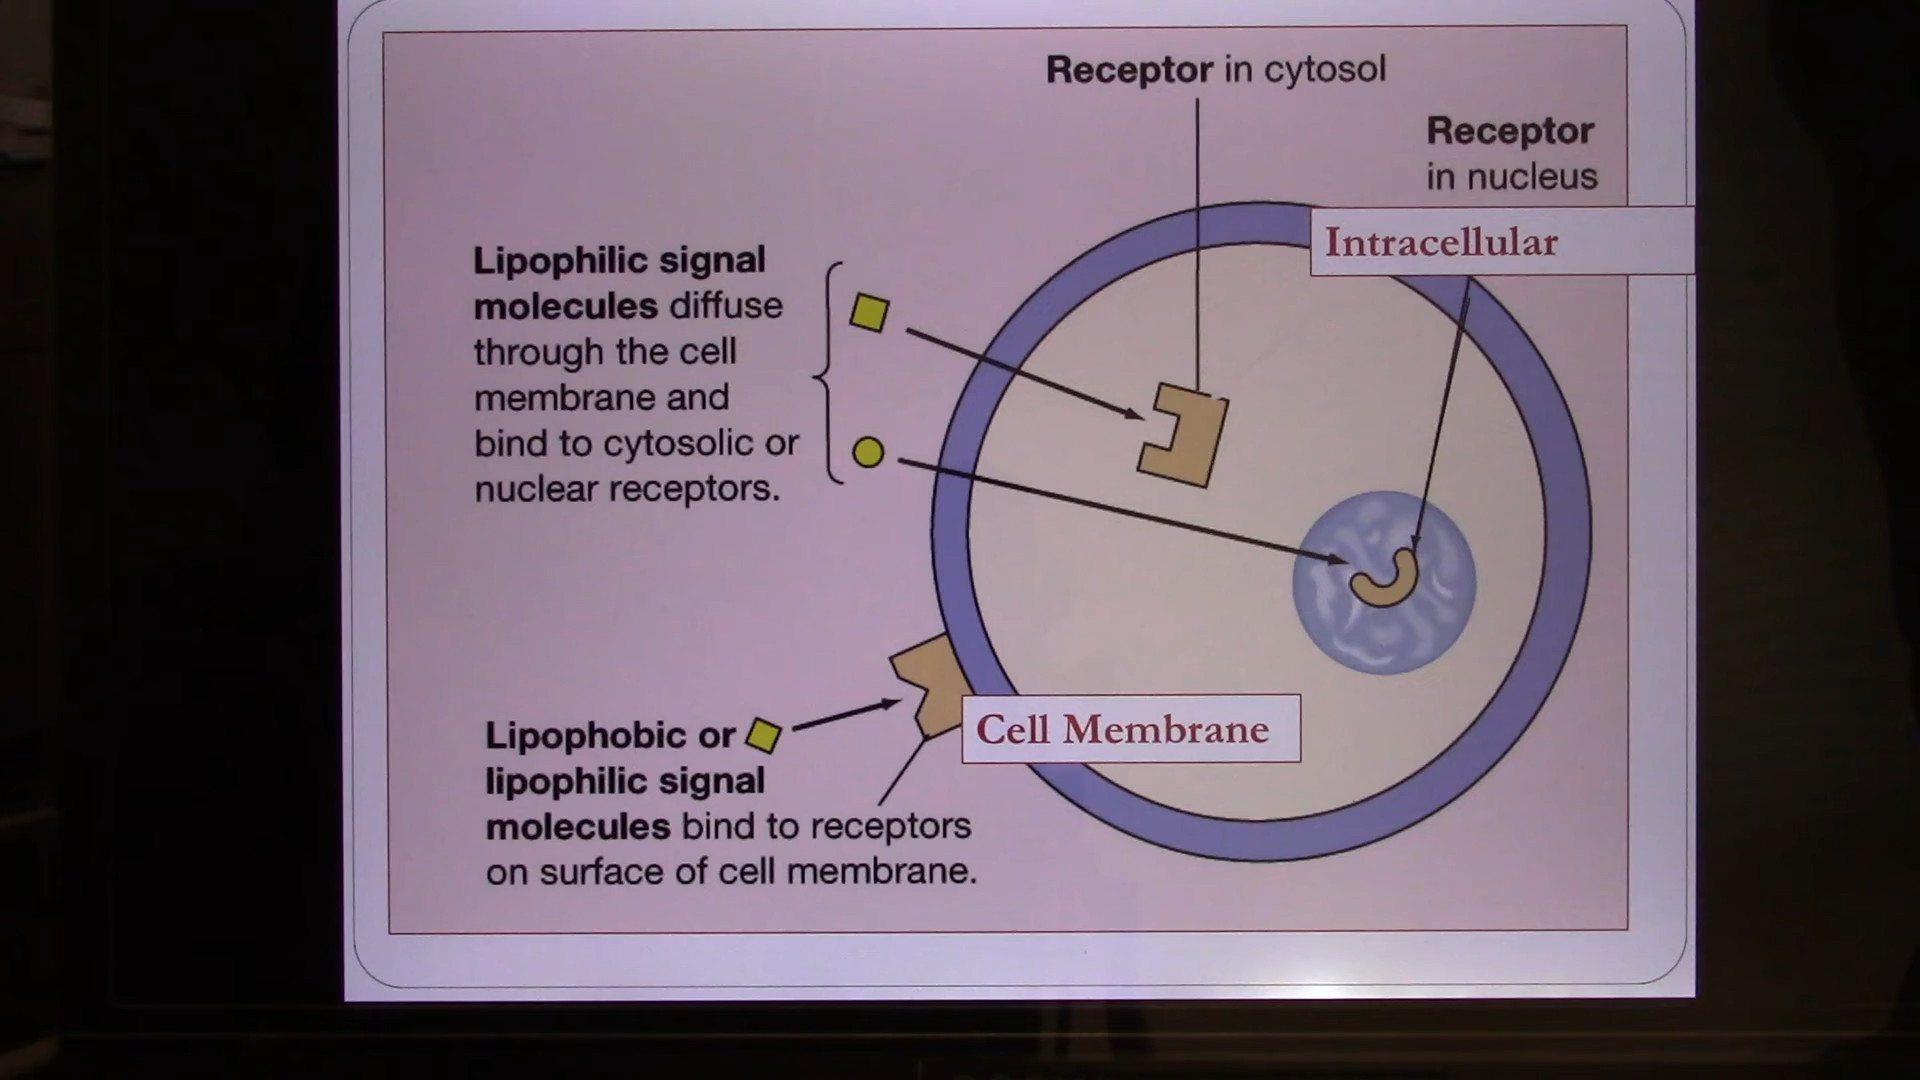 Receptor in cytosol
Receptor
in nucleus
Intracellular
Lipophilic signal
molecules diffuse
through the cell
membrane and
bind to cytosolic or
nuclear receptors.
Cell Membrane
Lipophobic or
lipophilic signal
molecules bind to receptors
on surface of cell membrane.